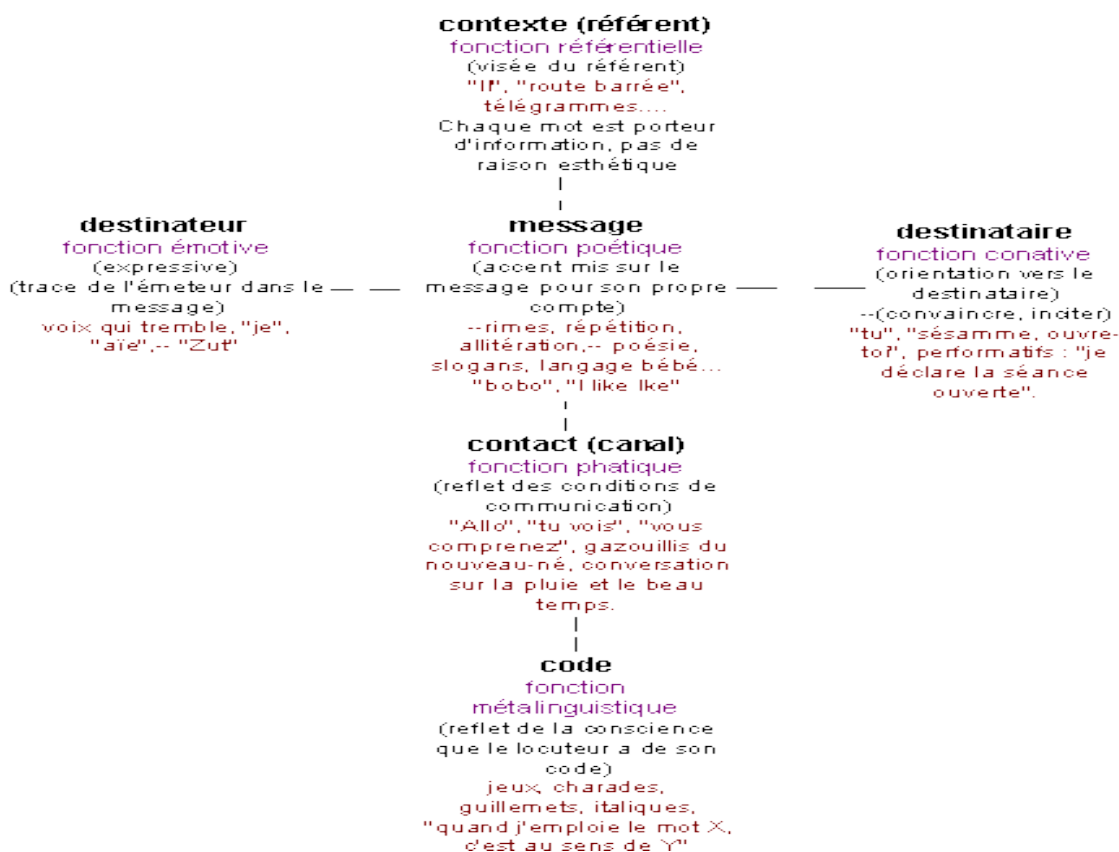 contexte (référent)
fonction référentielle
(visée du référent)
"Il", "route barrée",
télégrammes....
Chaque mot est porteur
d'information, pas de
raison esthétique
destinateur
fonction émotive
(expressive)
(trace de l'émeteur dans le
message)
voix qui tremble, "je",
"aïe",-- "Zut"
message
fonction poétique
(accent mis sur le
message pour son propre
compte)
--rimes, répétition,
allitération,-- poésie,
slogans, langage bébé...
"bobo", "I like Ike"
destinataire
fonction conative
(orientation vers le
destinataire)
--(convaincre, inciter)
"tu", "sésamme, ouvre-
toi", performatifs : "je
déclare la séance
ouverte".
contact (canal)
fonction phatique
(reflet des conditions de
communication)
"Allo", "tu vois", "vous
comprenez", gazouillis du
nouveau-né, conversation
sur la pluie et le beau
temps.
code
fonction
métalinguistique
(reflet de la conscience
que le locuteur a de son
code)
jeux, charades,
guillemets, italiques,
"quand j'emploie le mot X,
c'est au sens de Y"